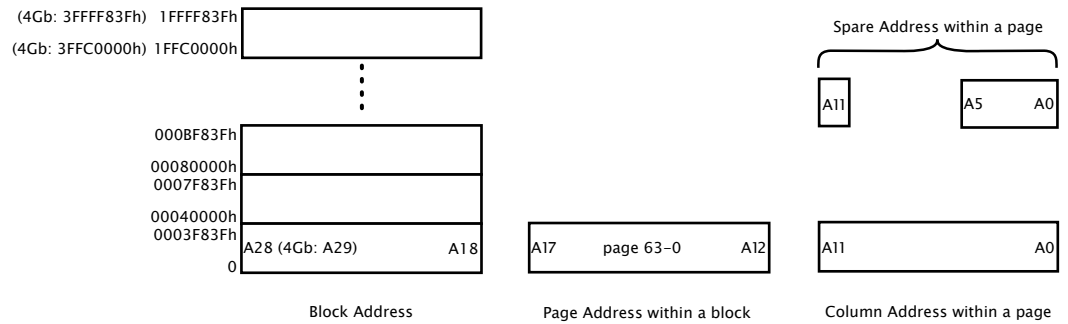 (4Gb: 3FFFF83Fh) 1FFFF83Fh
(4Gb: 3FFC0000h) 1FFC0000h
Spare Address within a page
A11 A5 A0
000BF83Fh
00080000h
0007F83Fh
00040000h
0003F83Fh
A28 (4Gb: A29) A18 A17 page 63-0 A12 A11 A0
0
Block Address Page Address within a block Column Address within a page